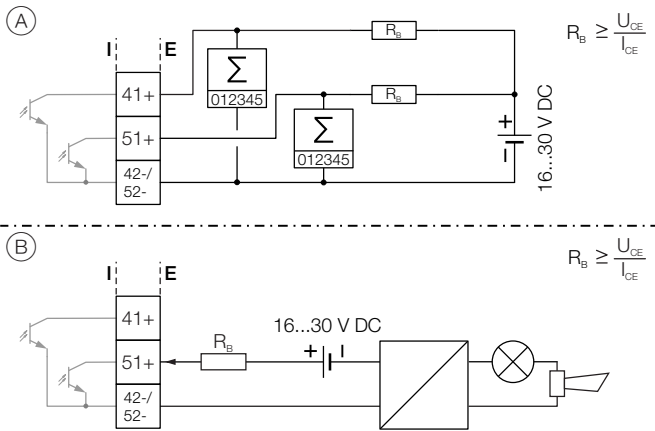 A
I E
R_B
R_B ≥ U_CE / I_CE
Σ
012345
41+
R_B
51+
Σ
012345
42-/
52-
+
I
16...30 V DC
B
I E
R_B ≥ U_CE / I_CE
41+
16...30 V DC
R_B
51+
+ I
42-/
52-